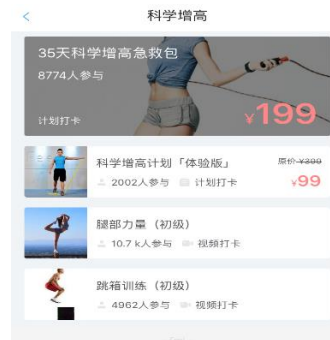 科学增高
35天科学增高急救包
8774人参与
计划打卡
¥199
科学增高计划「体验版」
原价 ¥399
2002人参与 计划打卡
¥99
腿部力量（初级）
10.7 k人参与 视频打卡
跳箱训练（初级）
4962人参与 视频打卡